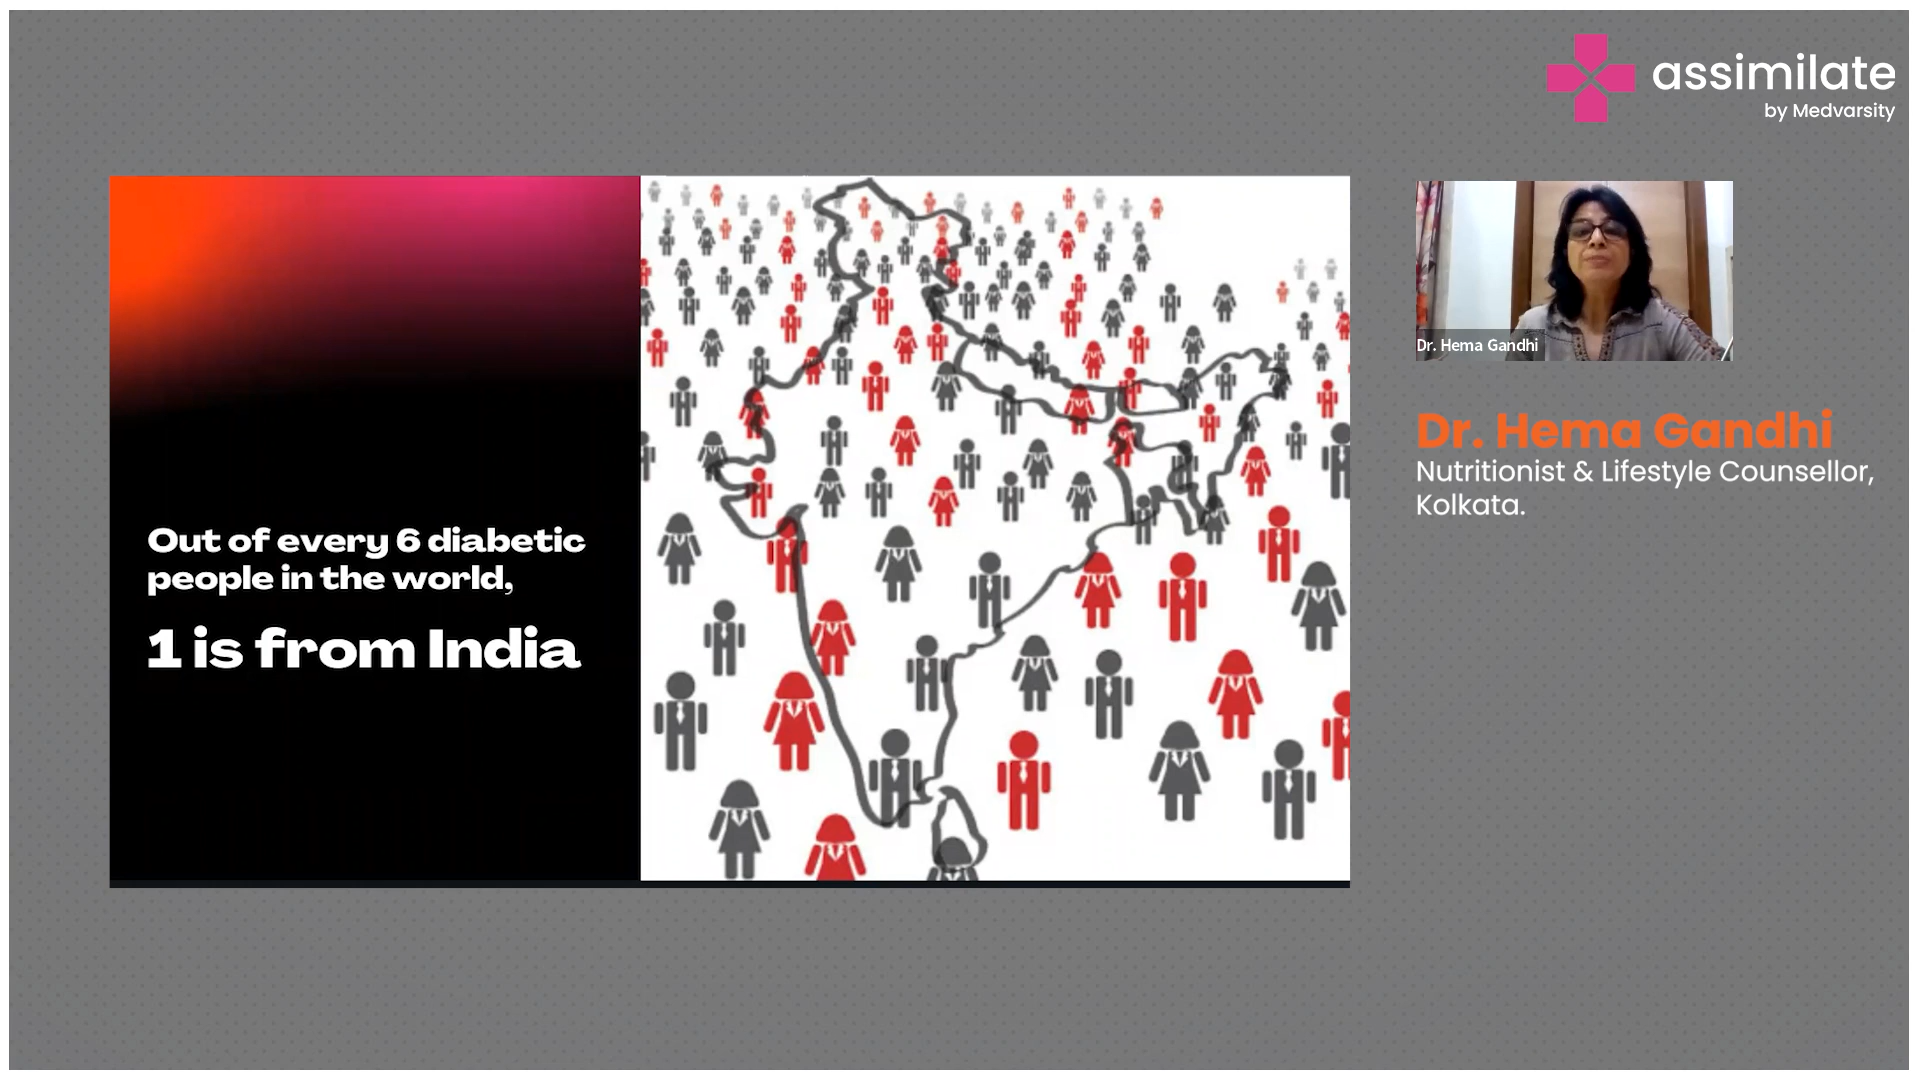 assimilate
by Medvarsity
Out of every 6 diabetic
people in the world,
1 is from India
Dr. Hema Gandhi
Dr. Hema Gandhi
Nutritionist & Lifestyle Counsellor,
Kolkata.